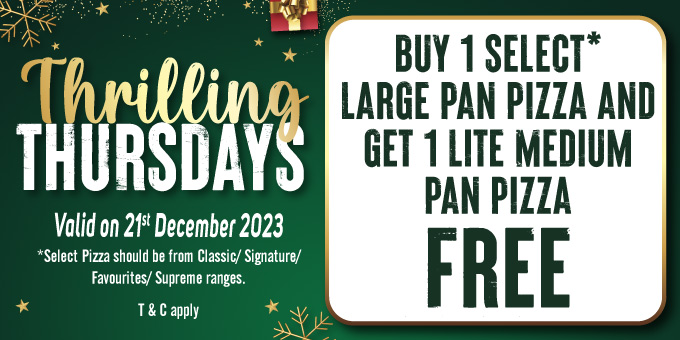 Thrilling
THURSDAYS
Valid on 21st December 2023
*Select Pizza should be from Classic/ Signature/
Favourites/ Supreme ranges.
T & C apply
BUY 1 SELECT*
LARGE PAN PIZZA AND
GET 1 LITE MEDIUM
PAN PIZZA
FREE